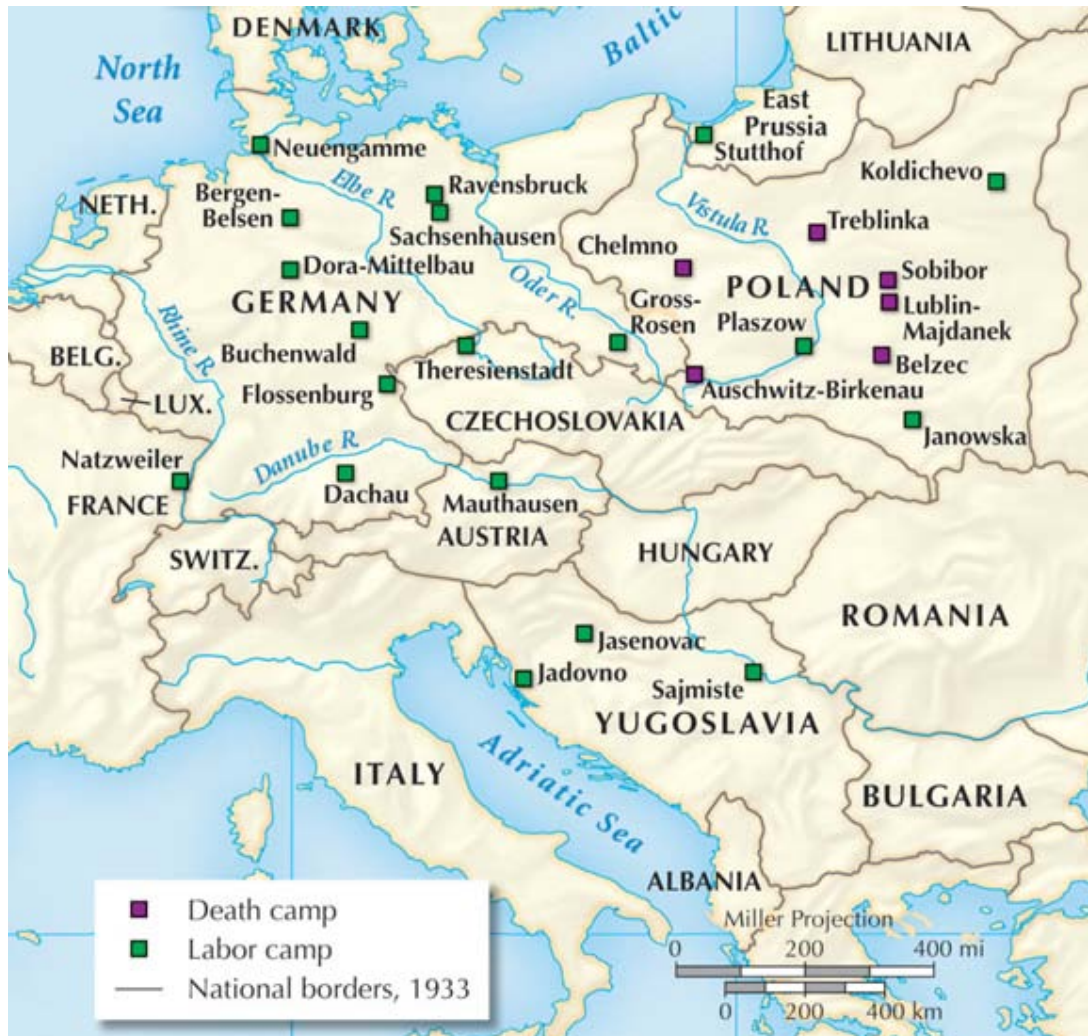 DENMARK
Baltic
LITHUANIA
North
Sea
East
Prussia
Stutthof
Neuengamme
Koldichevo
Elbe R.
Ravensbruck
Bergen-
Belsen
NETH.
Vistula R.
Treblinka
Sachsenhausen
Chelmno
Dora-Mittelbau
Oder R.
Sobibor
GERMANY
POLAND
Gross-
Rosen
Lublin-
Majdanek
Rhine R.
Plaszow
BELG.
Buchenwald
Theresienstadt
Belzec
Flossenburg
Auschwitz-Birkenau
LUX.
CZECHOSLOVAKIA
Janowska
Natzweiler
Danube R.
Dachau
Mauthausen
FRANCE
AUSTRIA
SWITZ.
HUNGARY
ROMANIA
Jasenovac
Jadovno
Sajmiste
YUGOSLAVIA
ITALY
Adriatic Sea
BULGARIA
ALBANIA
Death camp
Labor camp
National borders, 1933
Miller Projection
0 200 400 mi
0 200 400 km